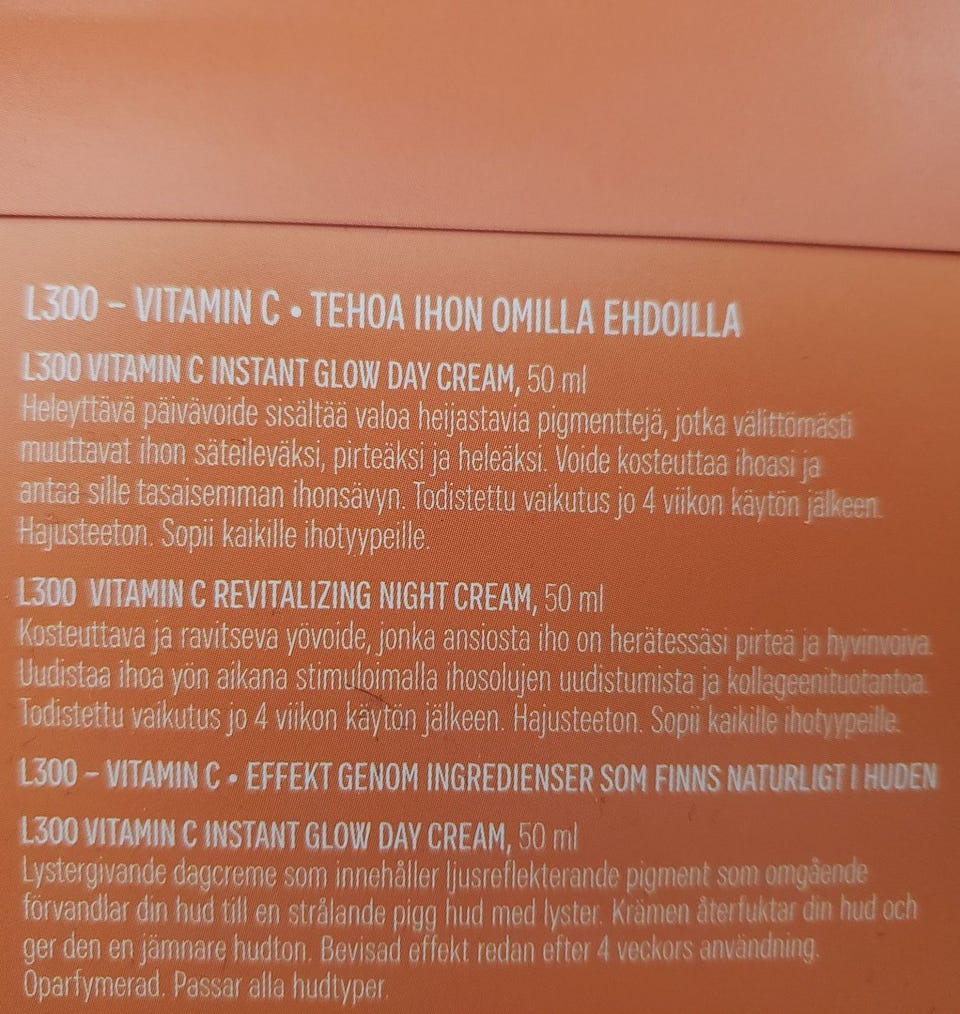 L300 – VITAMIN C • TEHOA IHON OMILLA EHDOILLA
L300 VITAMIN C INSTANT GLOW DAY CREAM, 50 ml
Heleyttävä päivävoide sisältää valoa heijastavia pigmenttejä, jotka välittömästi
muuttavat ihon säteileväksi, pirteäksi ja heleäksi. Voide kosteuttaa ihoasi ja
antaa sille tasaisemman ihonsävyn. Todistettu vaikutus jo 4 viikon käytön jälkeen.
Hajusteeton. Sopii kaikille ihotyypeille.
L300 VITAMIN C REVITALIZING NIGHT CREAM, 50 ml
Kosteuttava ja ravitseva yövoide, jonka ansiosta iho on herätessäsi pirteä ja hyvinvoiva.
Uudistaa ihoa yön aikana stimuloimalla ihosolujen uudistumista ja kollageenituotantoa.
Todistettu vaikutus jo 4 viikon käytön jälkeen. Hajusteeton. Sopii kaikille ihotyypeille.
L300 – VITAMIN C • EFFEKT GENOM INGREDIENSER SOM FINNS NATURLIGT I HUDEN
L300 VITAMIN C INSTANT GLOW DAY CREAM, 50 ml
Lystergivande dagcreme som innehåller ljusreflekterande pigment som omgående
förvandlar din hud till en strålande pigg hud med lyster. Krämen återfuktar din hud och
ger den en jämnare hudton. Bevisad effekt redan efter 4 veckors användning.
Oparfymerad. Passar alla hudtyper.